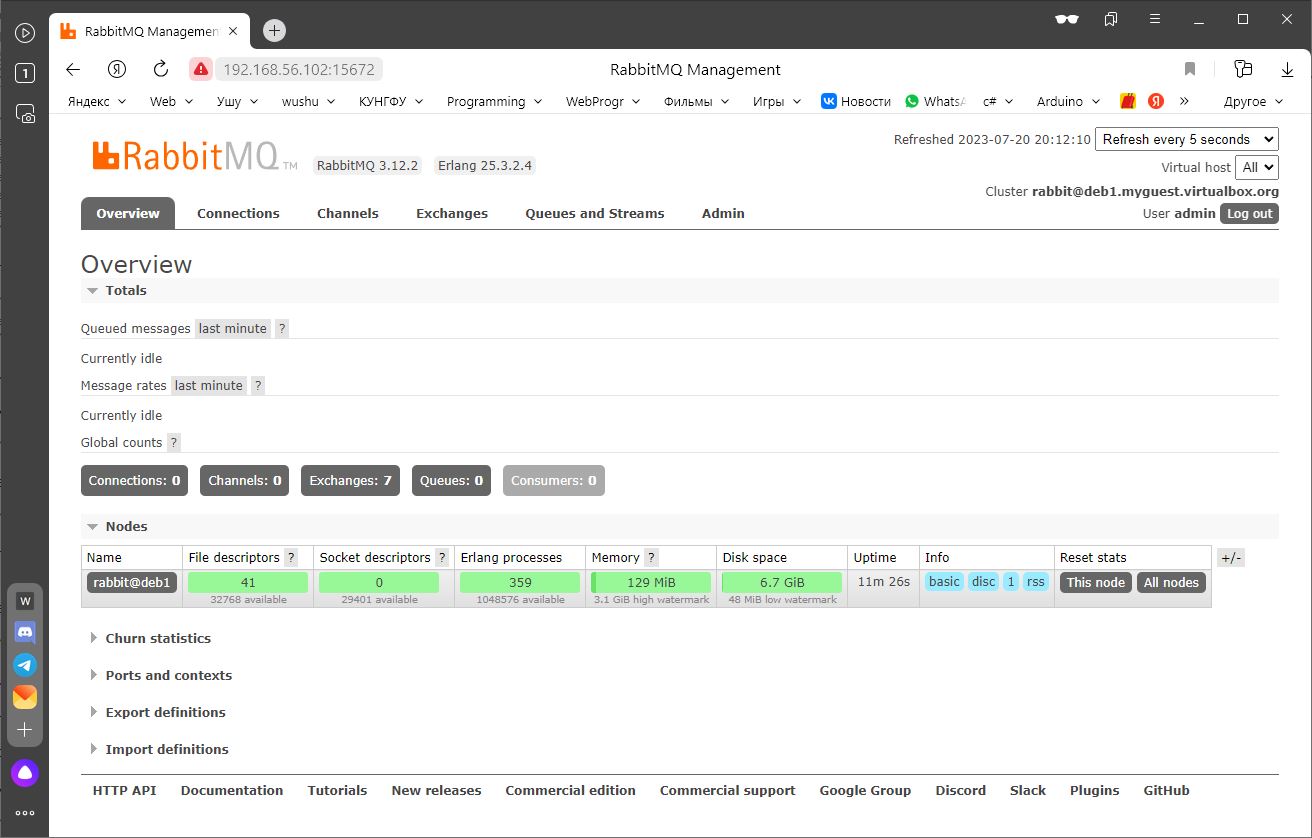 RabbitMQ Managemen
1
192.168.56.102:15672
RabbitMQ Management
Яндекс Web Ушу wushu КУНГФУ Programming WebProgr Фильмы Игры Новости WhatsA c# Arduino Я » Другое
RabbitMQ TM RabbitMQ 3.12.2 Erlang 25.3.2.4
Refreshed 2023-07-20 20:12:10 Refresh every 5 seconds
Virtual host All
Cluster rabbit@deb1.myguest.virtualbox.org
User admin Log out
Overview Connections Channels Exchanges Queues and Streams Admin
Overview
Totals
Queued messages last minute ?
Currently idle
Message rates last minute ?
Currently idle
Global counts ?
Connections: 0 Channels: 0 Exchanges: 7 Queues: 0 Consumers: 0
Nodes
Name File descriptors ? Socket descriptors ? Erlang processes Memory ? Disk space Uptime Info Reset stats +/-
rabbit@deb1 41 0 359 129 MiB 6.7 GiB 11m 26s basic disc 1 rss This node All nodes
32768 available 29401 available 1048576 available 3.1 GiB high watermark 48 MiB low watermark
Churn statistics
Ports and contexts
Export definitions
Import definitions
HTTP API Documentation Tutorials New releases Commercial edition Commercial support Google Group Discord Slack Plugins GitHub
W